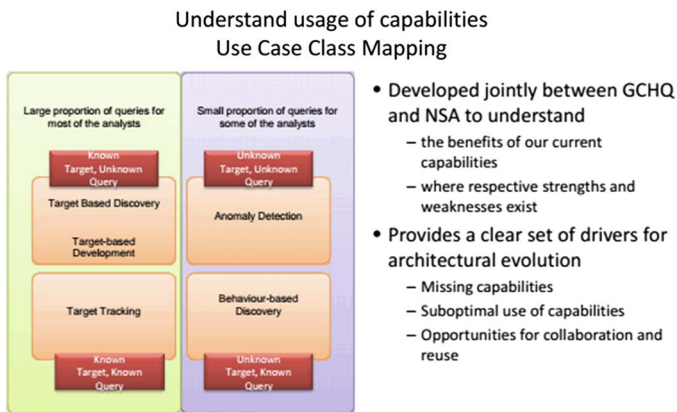 Understand usage of capabilities
Use Case Class Mapping
Large proportion of queries for
most of the analysts
Known
Target, Unknown
Query
Target Based Discovery
Target-based
Development
Target Tracking
Known
Target, Known
Query
Small proportion of queries for
some of the analysts
Unknown
Target, Unknown
Query
Anomaly Detection
Behaviour-based
Discovery
Unknown
Target, Known
Query
• Developed jointly between GCHQ
and NSA to understand
– the benefits of our current
capabilities
– where respective strengths and
weaknesses exist
• Provides a clear set of drivers for
architectural evolution
– Missing capabilities
– Suboptimal use of capabilities
– Opportunities for collaboration and
reuse